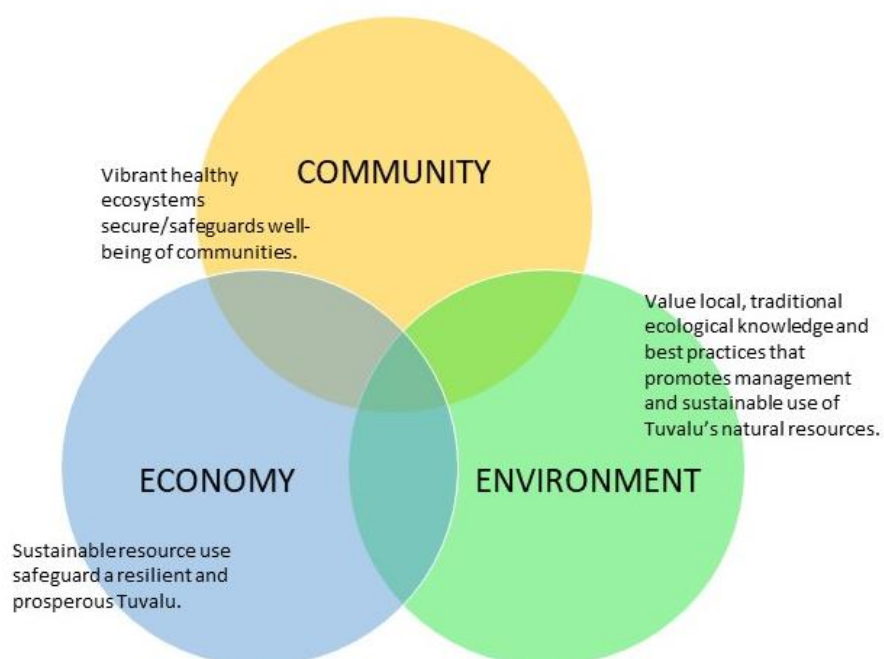 COMMUNITY
Vibrant healthy
ecosystems
secure/safeguards well-
being of communities.
Value local, traditional
ecological knowledge and
best practices that
promotes management
and sustainable use of
Tuvalu's natural resources.
ECONOMY
ENVIRONMENT
Sustainable resource use
safeguard a resilient and
prosperous Tuvalu.